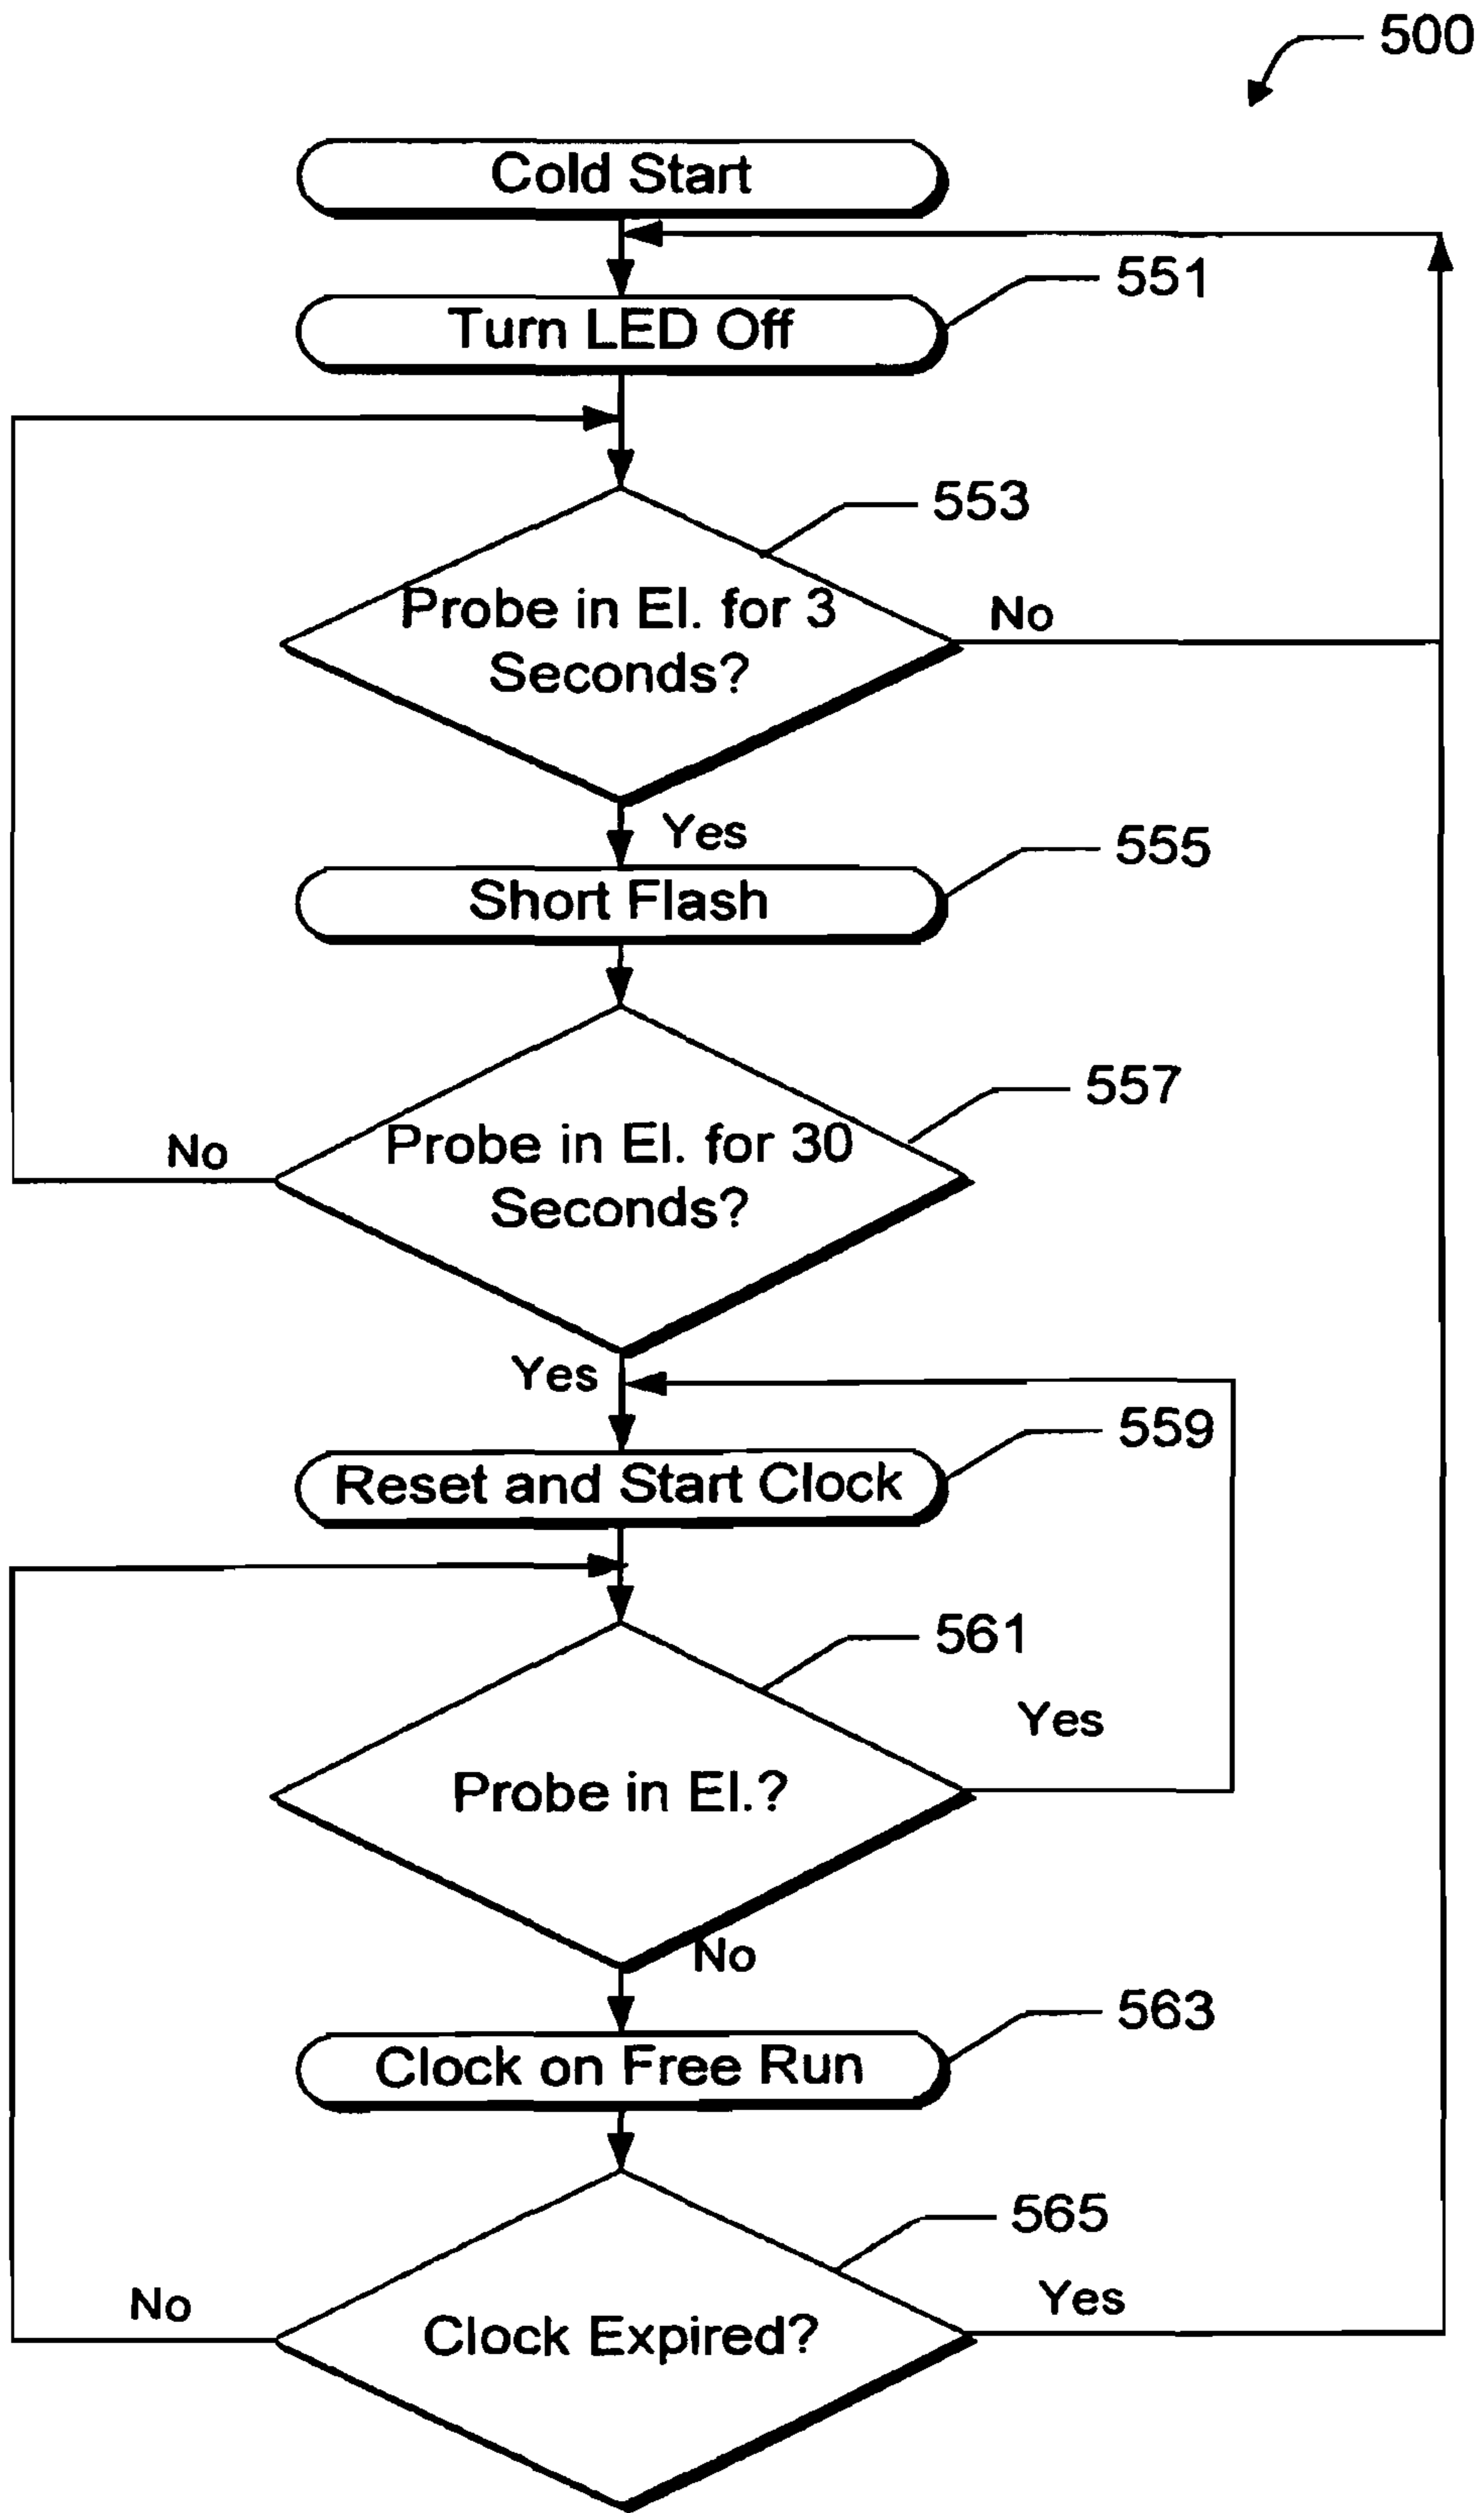 500
Cold Start
551
Turn LED Off
553
Probe in El. for 3
Seconds?
No
Yes
555
Short Flash
557
No
Probe in El. for 30
Seconds?
Yes
559
Reset and Start Clock
561
Yes
Probe in El.?
No
563
Clock on Free Run
565
No
Yes
Clock Expired?